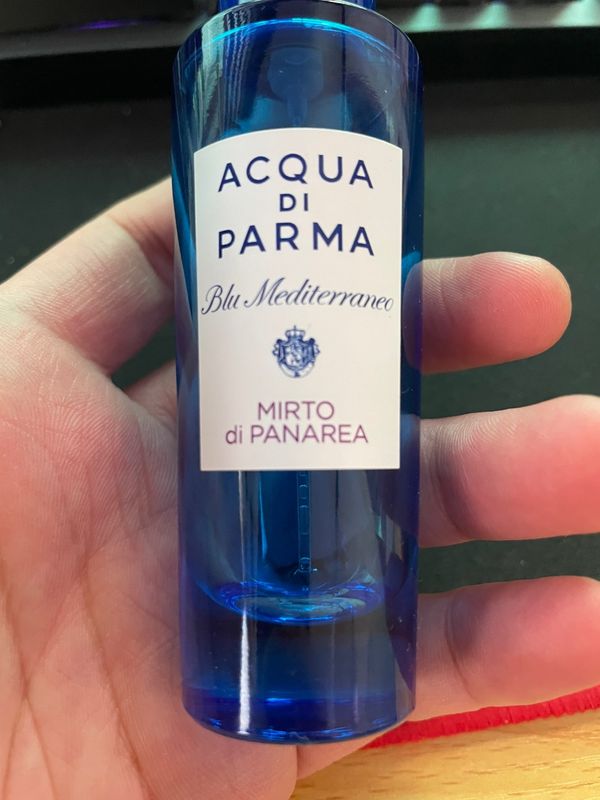 ACQUA
DI
PARMA
Blu Mediterraneo
MIRTO
di PANAREA